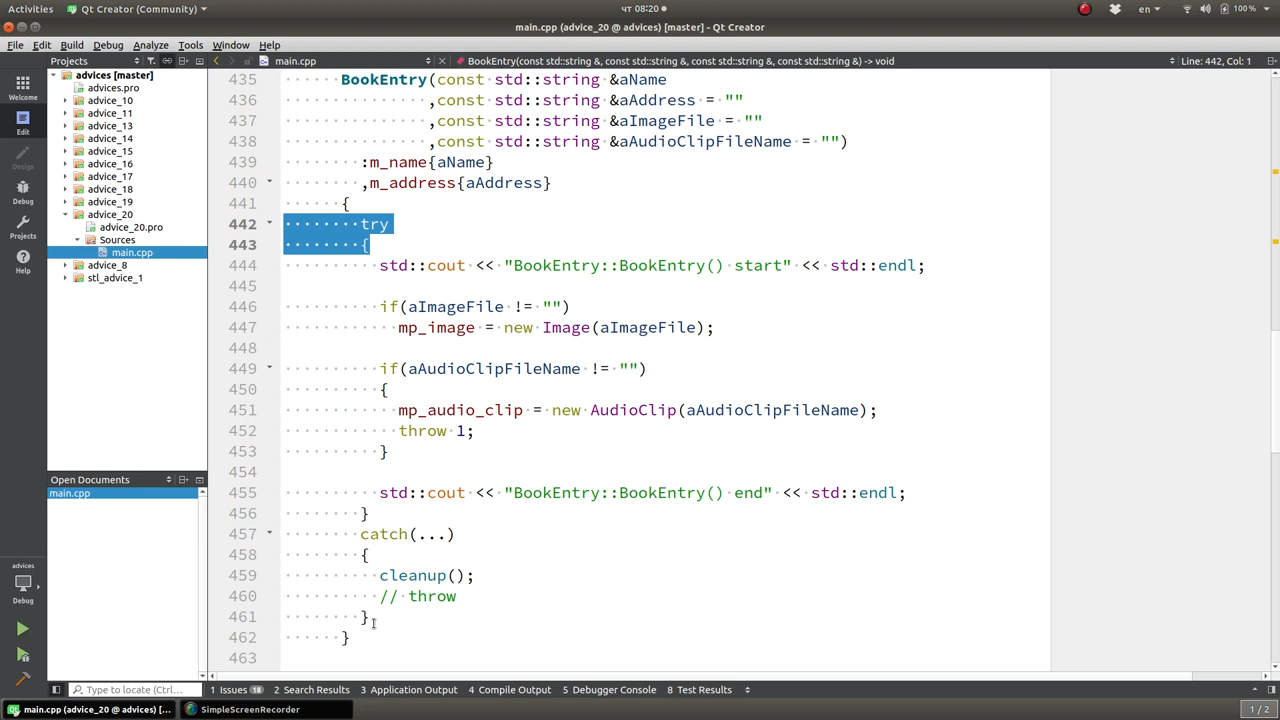 Activities Qt Creator (Community) чт 08:20 en 100 %
main.cpp (advice_20 @ advices) [master] - Qt Creator
File Edit Build Debug Analyze Tools Window Help
Projects main.cpp BookEntry(const std::string &, const std::string &, const std::string &, const std::string &) -> void Line: 442, Col: 1
advices [master]
advices.pro
advice_10
advice_11
advice_13
advice_14
advice_15
advice_16
advice_17
advice_18
advice_19
advice_20
advice_20.pro
Sources
main.cpp
advice_8
stl_advice_1
Welcome
Edit
Design
Debug
Projects
Help
Open Documents
main.cpp
advices
Debug
435 BookEntry(const std::string &aName
436 ,const std::string &aAddress = ""
437 ,const std::string &aImageFile = ""
438 ,const std::string &aAudioClipFileName = "")
439 :m_name{aName}
440 ,m_address{aAddress}
441 {
442 try
443 {
444 std::cout << "BookEntry::BookEntry() start" << std::endl;
445
446 if(aImageFile != "")
447 mp_image = new Image(aImageFile);
448
449 if(aAudioClipFileName != "")
450 {
451 mp_audio_clip = new AudioClip(aAudioClipFileName);
452 throw 1;
453 }
454
455 std::cout << "BookEntry::BookEntry() end" << std::endl;
456 }
457 catch(...)
458 {
459 cleanup();
460 // throw
461 }
462 }
463
Type to locate (Ctrl... 1 Issues 18 2 Search Results 3 Application Output 4 Compile Output 5 Debugger Console 8 Test Results
main.cpp (advice_20 @ advices) [... SimpleScreenRecorder 1 / 2